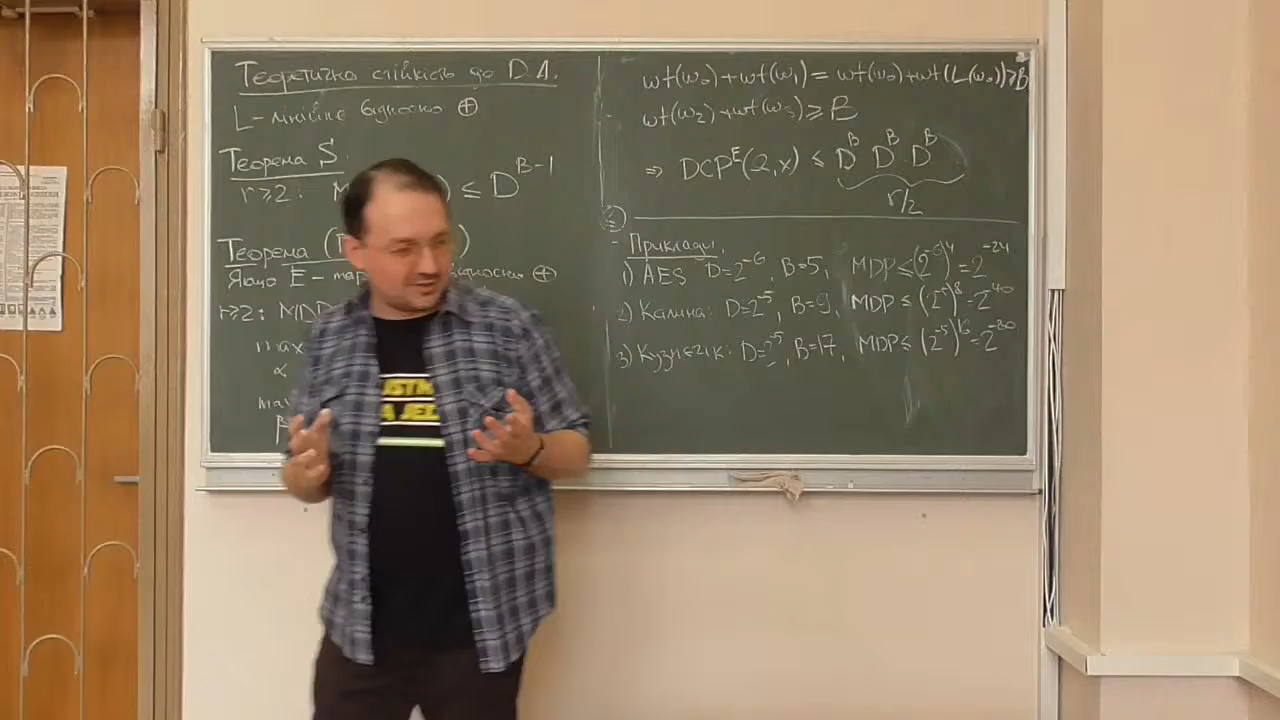 Теоретична стійкість до D.A.
L - лінійне відносно ⊕
Теорема S.
r≥2: M ) ≤ D^{B-1}
Теорема ( )
Якщо E - відносно ⊕
r≥2: MDP
max
α
max
β
wt(ω₀)+wt(ω₁) = wt(ω₀)+wt(L(ω₀))≥B
wt(ω₂)+wt(ω₃) ≥ B
⇒ DCP^E(Ω,x) ≤ D^B D^B · D^B ...
r/2
- Приклади.
1) AES D=2^{-6}, B=5, MDP ≤ (2^{-6})^4 = 2^{-24}
2) Калина: D=2^{-5}, B=9, MDP ≤ (2^{-5})^8 = 2^{-40}
3) Кузнєчік: D=2^{-5}, B=17, MDP ≤ (2^{-5})^{16} = 2^{-80}